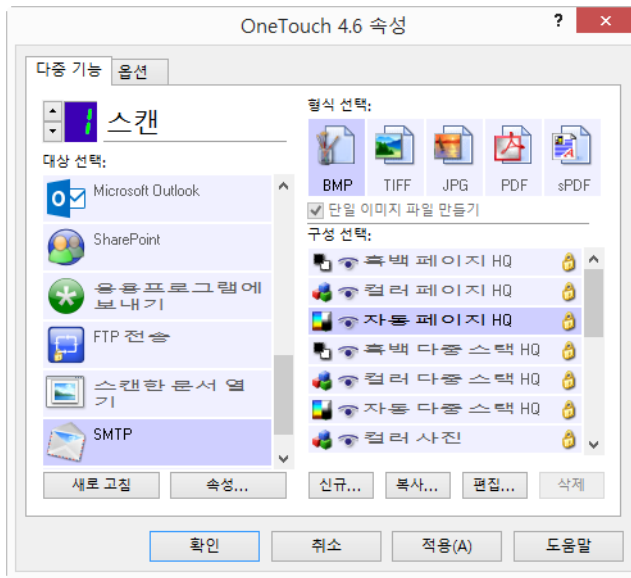 OneTouch 4.6 속성
?
×
다중 기능
옵션
1
스캔
대상 선택:
Microsoft Outlook
SharePoint
응용프로그램에
보내기
FTP 전송
스캔한 문서 열
기
SMTP
새로 고침
속성...
형식 선택:
BMP
TIFF
JPG
PDF
sPDF
단일 이미지 파일 만들기
구성 선택:
흑백 페이지 HQ
컬러 페이지 HQ
자동 페이지 HQ
흑백 다중 스택 HQ
컬러 다중 스택 HQ
자동 다중 스택 HQ
컬러 사진
신규...
복사...
편집...
삭제
확인
취소
적용(A)
도움말